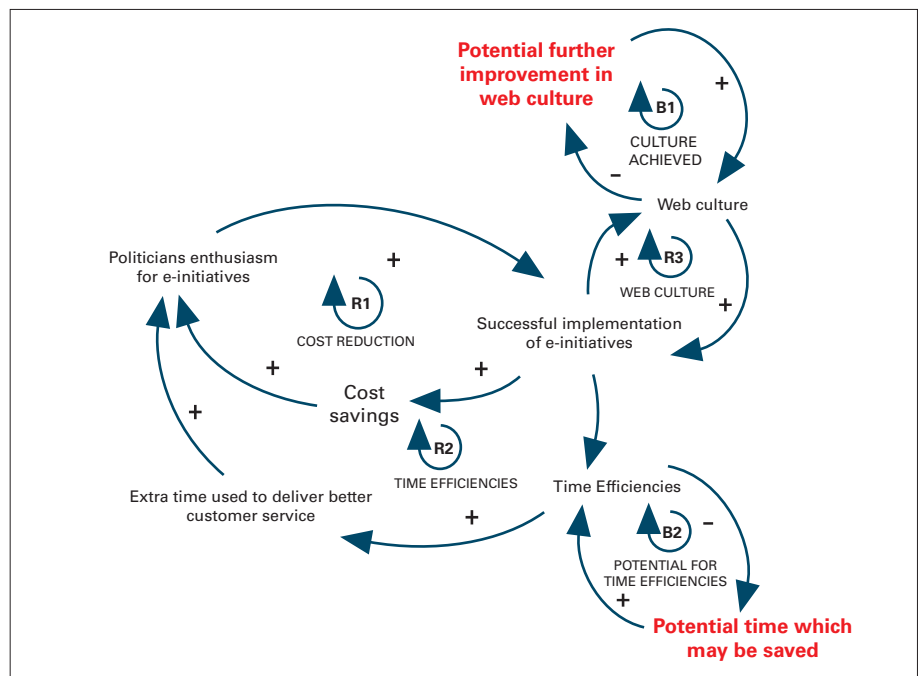 Potential further
improvement in
web culture
+
B1
CULTURE
ACHIEVED
–
Web culture
Politicians enthusiasm
for e-initiatives
+
+
R3
WEB CULTURE
+
R1
COST REDUCTION
Successful implementation
of e-initiatives
+
+
Cost
savings
+
R2
TIME EFFICIENCIES
Extra time used to deliver better
customer service
+
Time Efficiencies
B2
–
POTENTIAL FOR
TIME EFFICIENCIES
+
Potential time which
may be saved